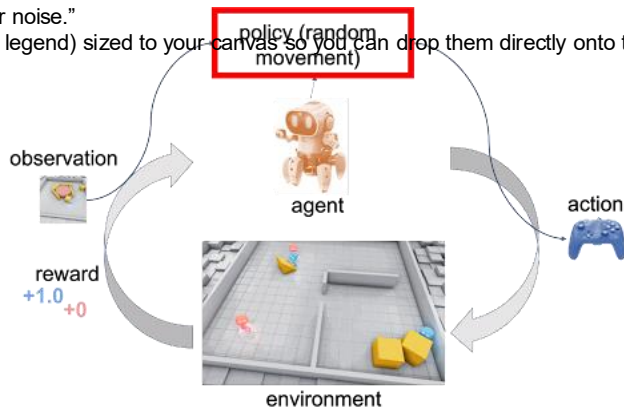 r noise.”
policy (random
legend) sized to your canvas so you can drop them directly onto t
movement)
observation
agent
action
reward
+1.0
+0
environment